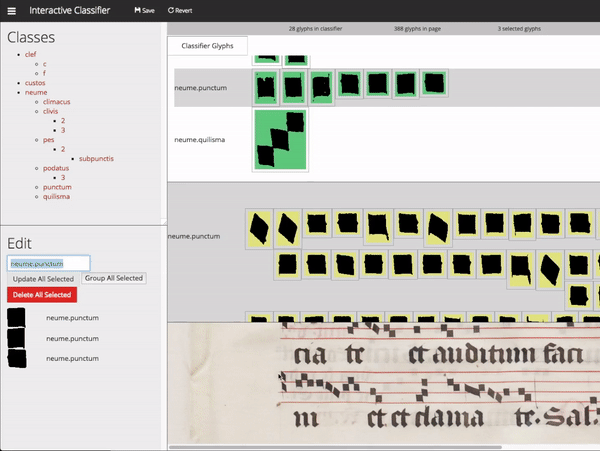 Interactive Classifier Save Revert
28 glyphs in classifier 388 glyphs in page 3 selected glyphs
Classes
clef
c
f
custos
neume
climacus
clivis
2
3
pes
2
subpunctis
podatus
3
punctum
quilisma
Edit
neume.punctum
Update All Selected Group All Selected
Delete All Selected
neume.punctum
neume.punctum
neume.punctum
Classifier Glyphs
neume.punctum
neume.quilisma
neume.punctum
cia te et auditum faci
m et et clama te. Sal.